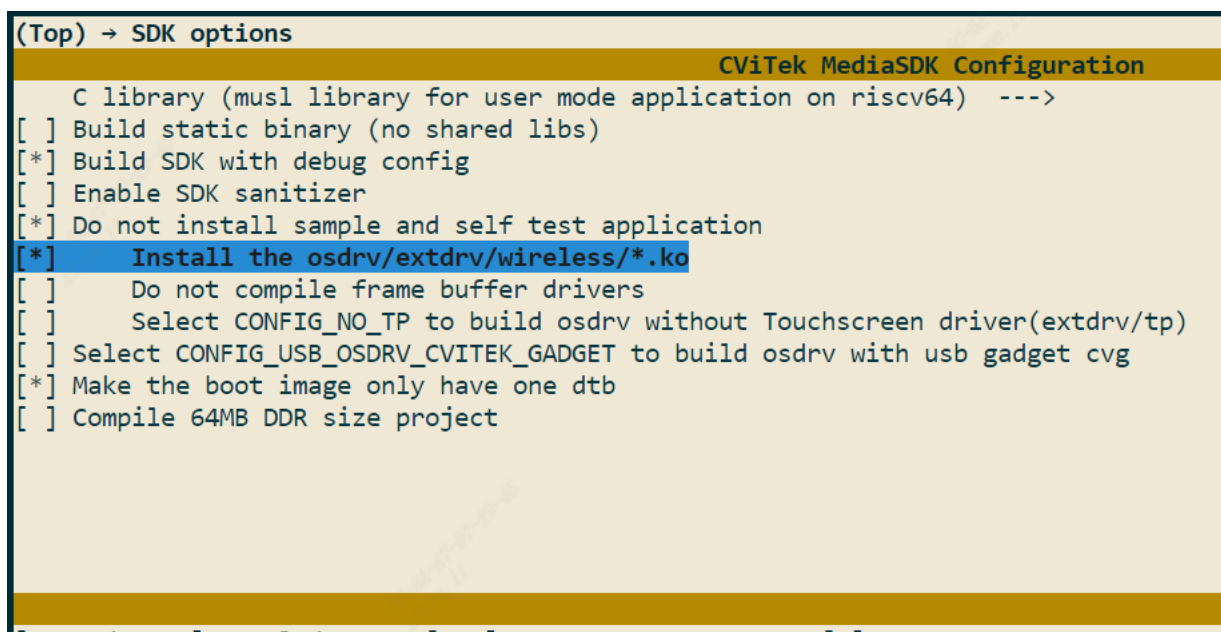 (Top) → SDK options
CViTek MediaSDK Configuration
C library (musl library for user mode application on riscv64) --->
[ ] Build static binary (no shared libs)
[*] Build SDK with debug config
[ ] Enable SDK sanitizer
[*] Do not install sample and self test application
[*] Install the osdrv/extdrv/wireless/*.ko
[ ] Do not compile frame buffer drivers
[ ] Select CONFIG_NO_TP to build osdrv without Touchscreen driver(extdrv/tp)
[ ] Select CONFIG_USB_OSDRV_CVITEK_GADGET to build osdrv with usb gadget cvg
[*] Make the boot image only have one dtb
[ ] Compile 64MB DDR size project